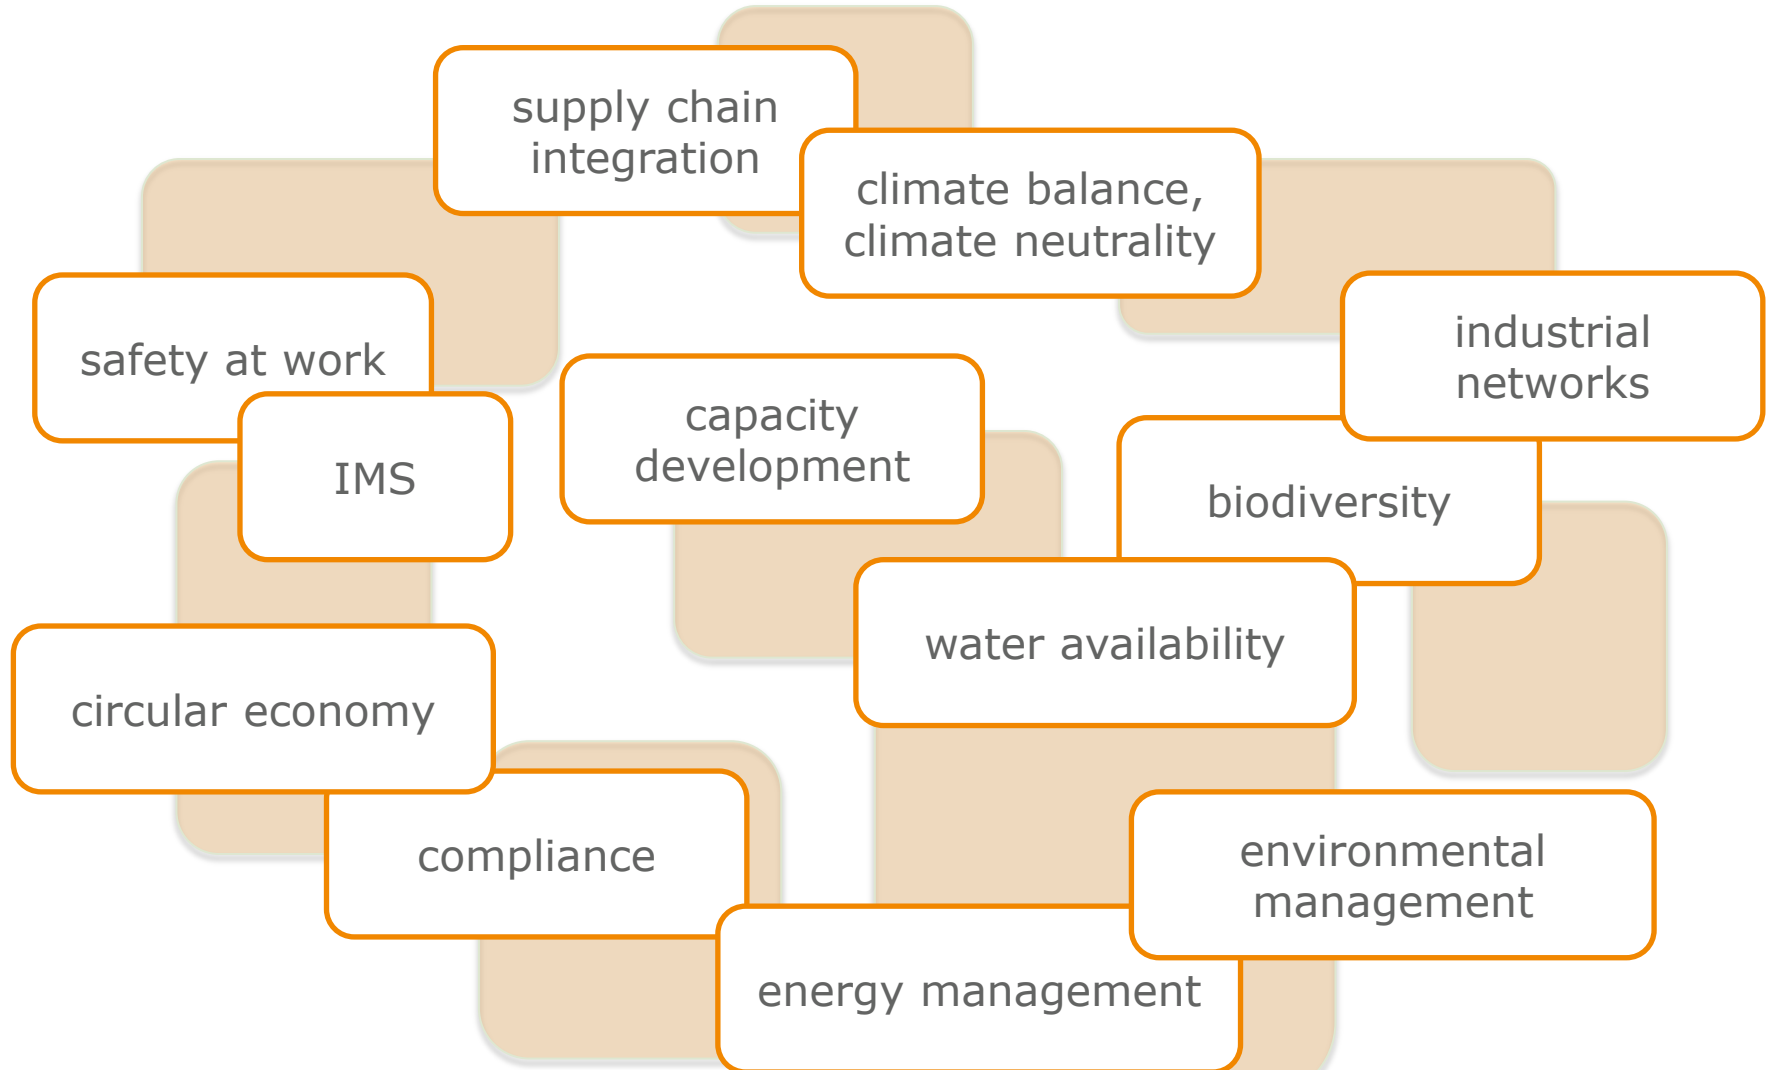 supply chain
integration
climate balance,
climate neutrality
safety at work
industrial
networks
capacity
development
IMS
biodiversity
water availability
circular economy
compliance
environmental
management
energy management